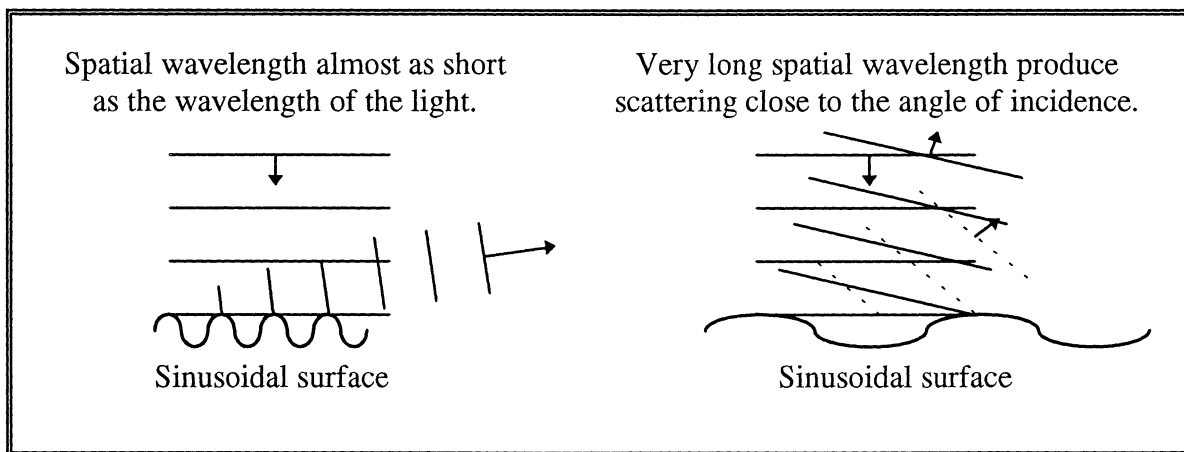 Spatial wavelength almost as short
as the wavelength of the light.
Very long spatial wavelength produce
scattering close to the angle of incidence.
Sinusoidal surface
Sinusoidal surface